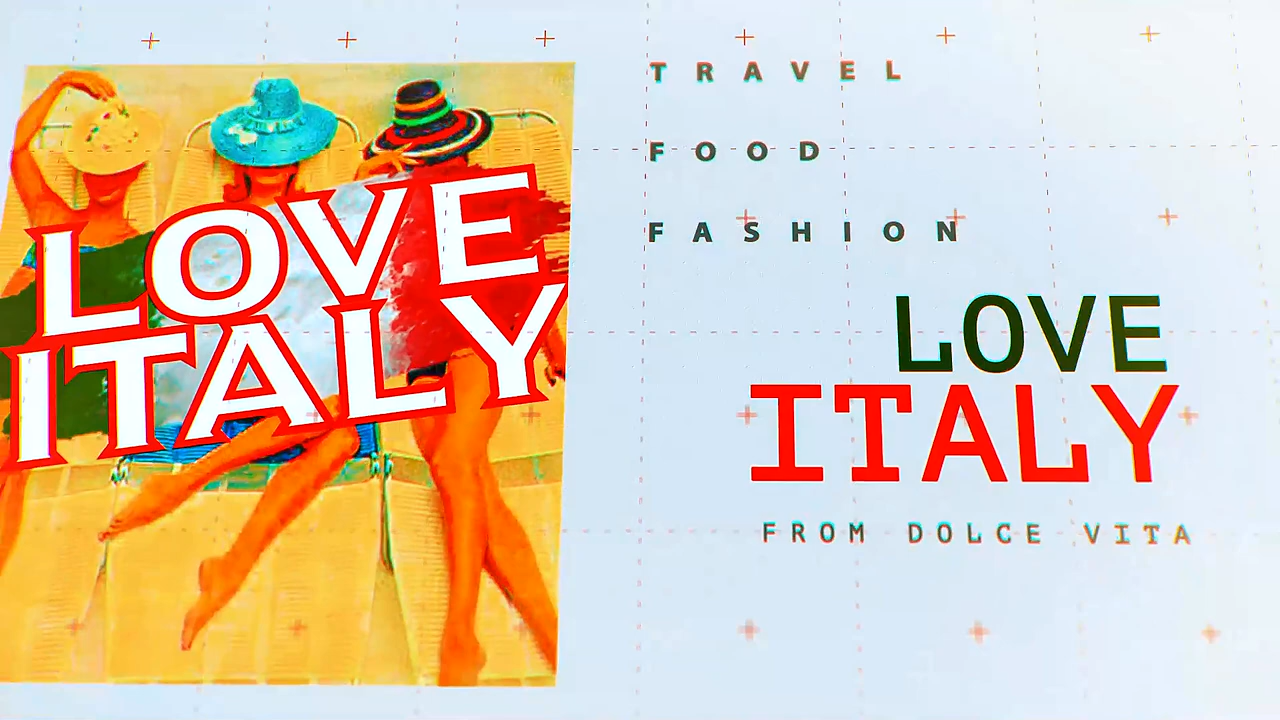 LOVE
ITALY
TRAVEL
FOOD
FASHION
LOVE
ITALY
FROM DOLCE VITA